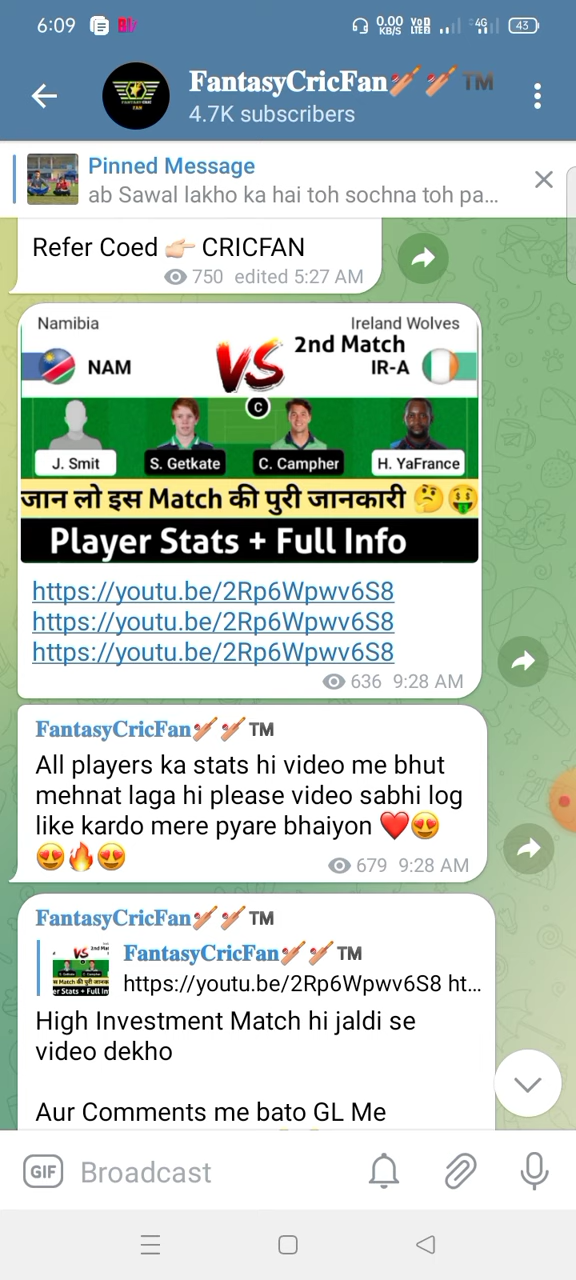 6:09
0.00 KB/S
4G
43
FantasyCricFan🏏🏏™️
4.7K subscribers
Pinned Message
ab Sawal lakho ka hai toh sochna toh pa...
Refer Coed 👉🏻 CRICFAN
750 edited 5:27 AM
Namibia
Ireland Wolves
VS
2nd Match
NAM
IR-A
C
J. Smit
S. Getkate
C. Campher
H. YaFrance
जान लो इस Match की पुरी जानकारी 🤔🤑
Player Stats + Full Info
https://youtu.be/2Rp6Wpwv6S8
https://youtu.be/2Rp6Wpwv6S8
https://youtu.be/2Rp6Wpwv6S8
636 9:28 AM
FantasyCricFan🏏🏏™️
All players ka stats hi video me bhut
mehnat laga hi please video sabhi log
like kardo mere pyare bhaiyon ❤️😍
😍🔥😍
679 9:28 AM
FantasyCricFan🏏🏏™️
FantasyCricFan🏏🏏™️
https://youtu.be/2Rp6Wpwv6S8 ht...
High Investment Match hi jaldi se
video dekho
Aur Comments me bato GL Me
GIF
Broadcast